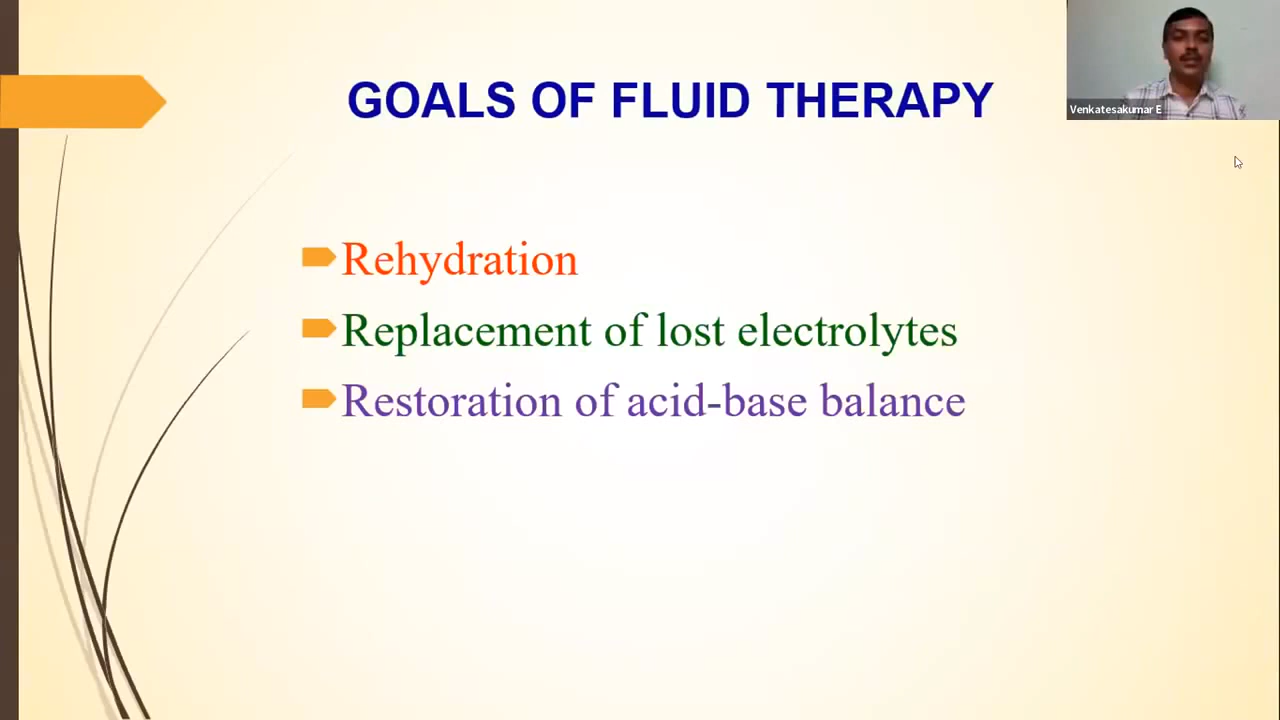 GOALS OF FLUID THERAPY
Venkatesakumar E
Rehydration
Replacement of lost electrolytes
Restoration of acid-base balance